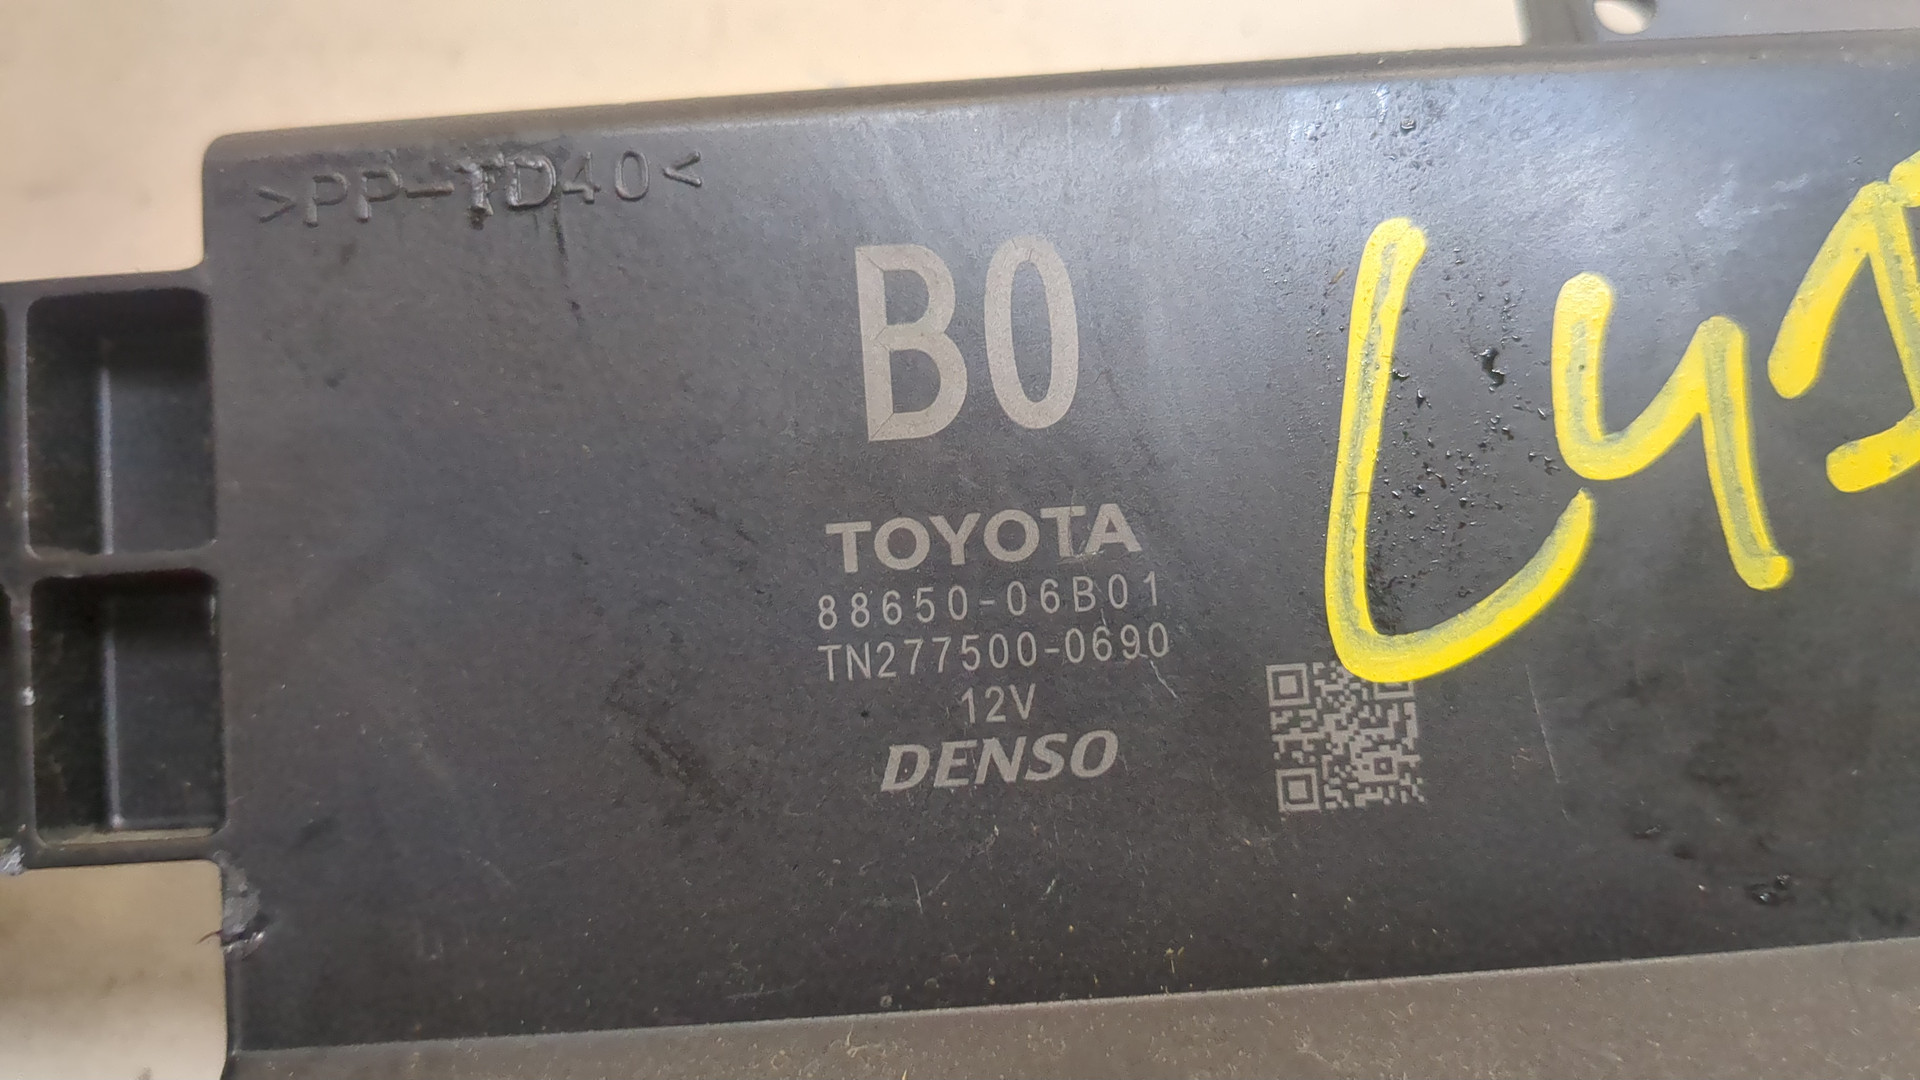 >PP-TD40<
B0
TOYOTA
88650-06B01
TN277500-0690
12V
DENSO